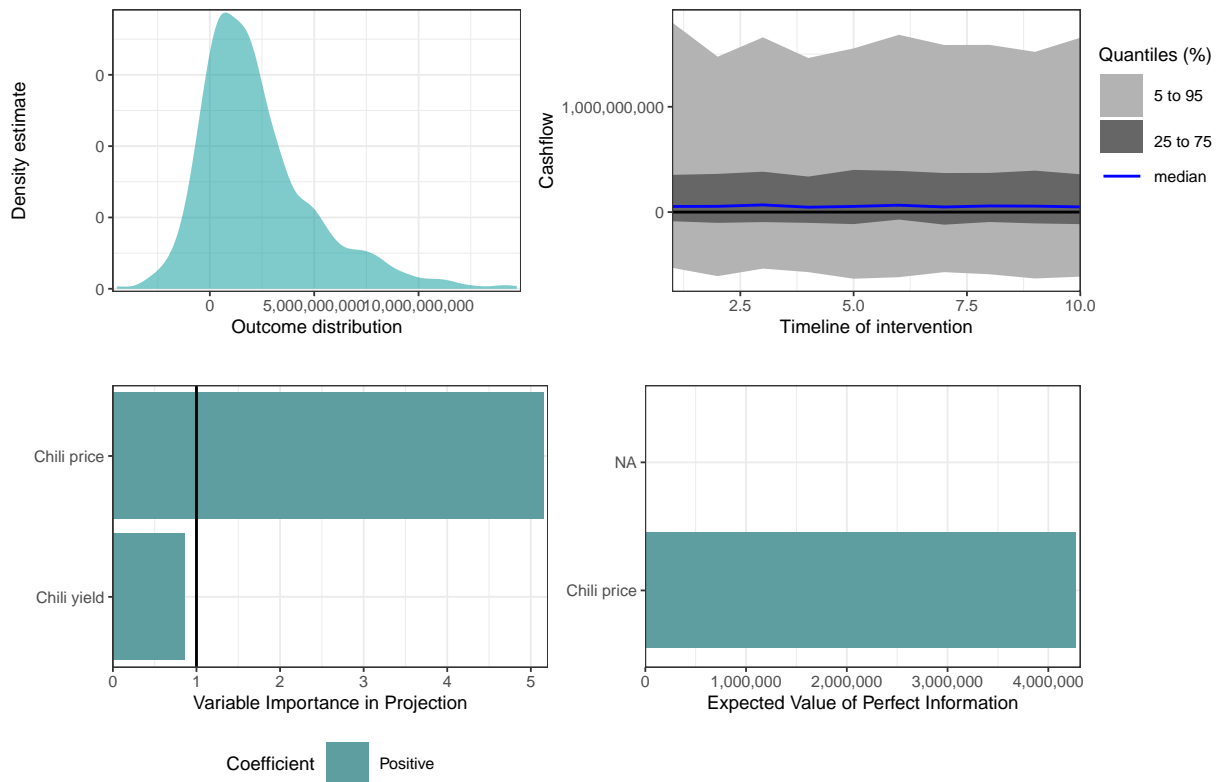 Density estimate
0
0
0
0
0
5,000,000,000
10,000,000,000
Outcome distribution
Cashflow
1,000,000,000
0
2.5
5.0
7.5
10.0
Timeline of intervention
Quantiles (%)
5 to 95
25 to 75
median
Chili price
Chili yield
0
1
2
3
4
5
Variable Importance in Projection
NA
Chili price
0
1,000,000
2,000,000
3,000,000
4,000,000
Expected Value of Perfect Information
Coefficient
Positive